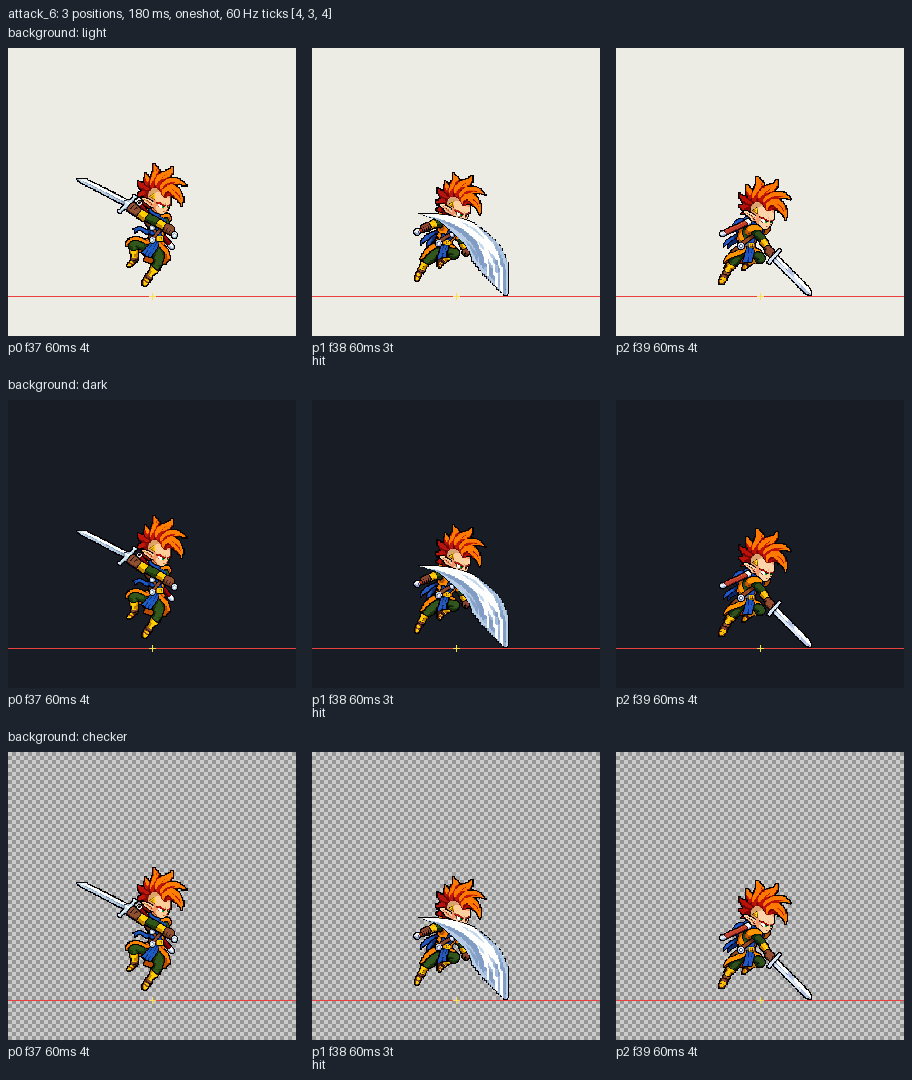 attack_6: 3 positions, 180 ms, oneshot, 60 Hz ticks [4, 3, 4]
background: light
p0 f37 60ms 4t
p1 f38 60ms 3t
hit
p2 f39 60ms 4t
background: dark
p0 f37 60ms 4t
p1 f38 60ms 3t
hit
p2 f39 60ms 4t
background: checker
p0 f37 60ms 4t
p1 f38 60ms 3t
hit
p2 f39 60ms 4t